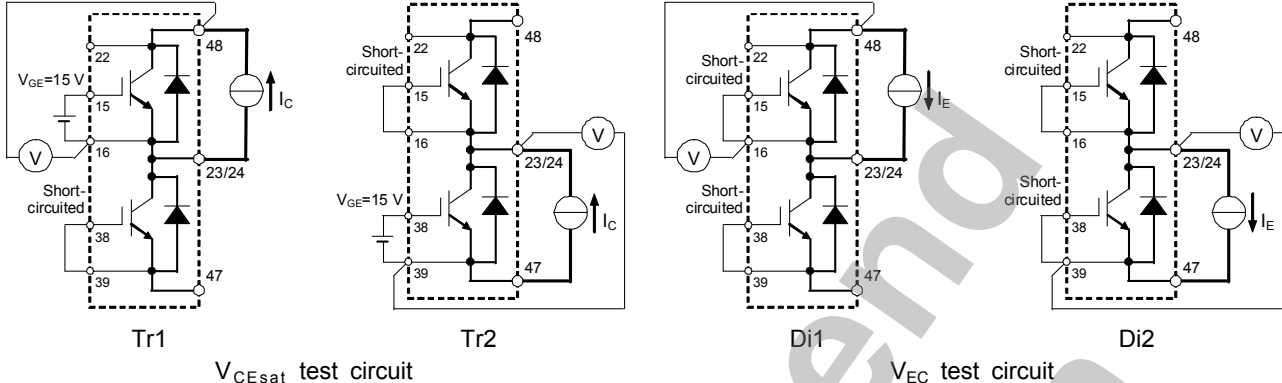 48
22
V_GE=15 V
15
I_C
16
V
23/24
Short-
circuited
38
47
39
Tr1
48
22
Short-
circuited
15
16
V
23/24
V_GE=15 V
38
I_C
47
39
Tr2
V_CEsat test circuit
48
22
Short-
circuited
15
I_E
16
V
23/24
Short-
circuited
38
47
39
Di1
48
22
Short-
circuited
15
16
V
23/24
Short-
circuited
38
I_E
47
39
Di2
V_EC test circuit